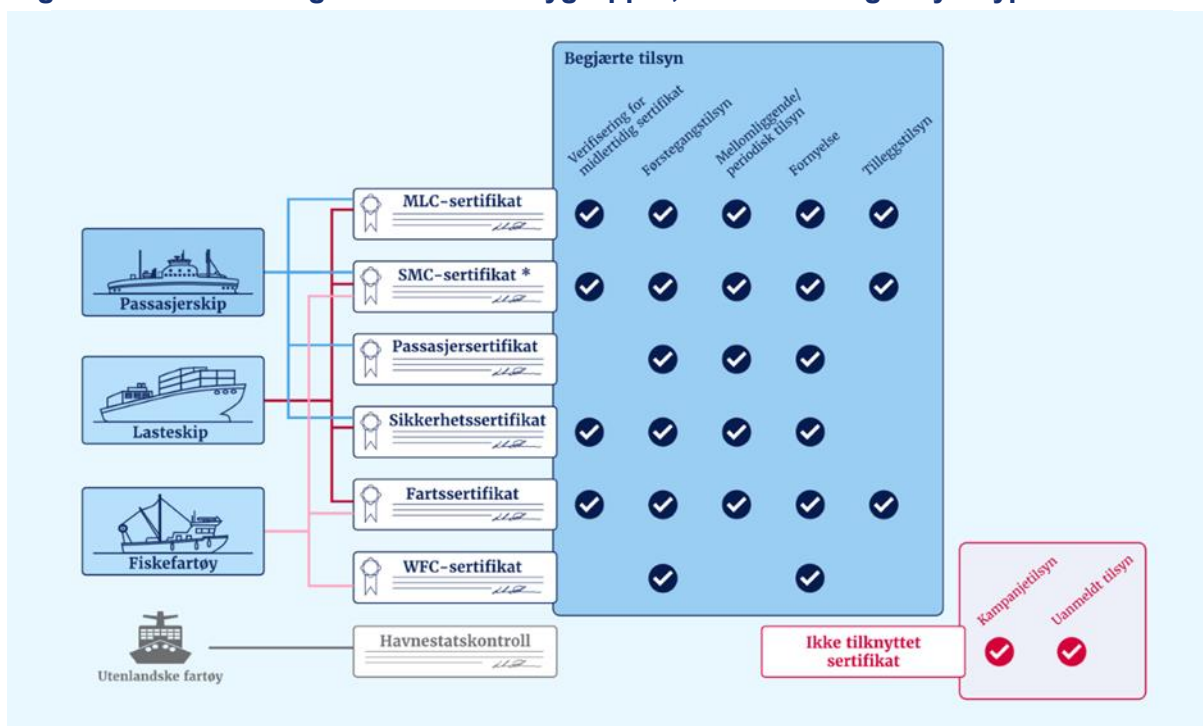 Begjærte tilsyn
Verifisering for
midlertidig sertifikat
Førstegangstilsyn
Mellomliggende/
periodisk tilsyn
Fornyelse
Tilleggstilsyn
MLC-sertifikat
SMC-sertifikat *
Passasjerskip
Passasjersertifikat
Lasteskip
Sikkerhetssertifikat
Fartssertifikat
Fiskefartøy
WFC-sertifikat
Kampanjetilsyn
Uanmeldt tilsyn
Havnestatskontroll
Ikke tilknyttet
sertifikat
Utenlandske fartøy